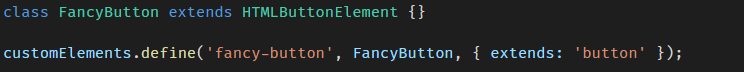 class FancyButton extends HTMLButtonElement {}
customElements.define('fancy-button', FancyButton, { extends: 'button' });